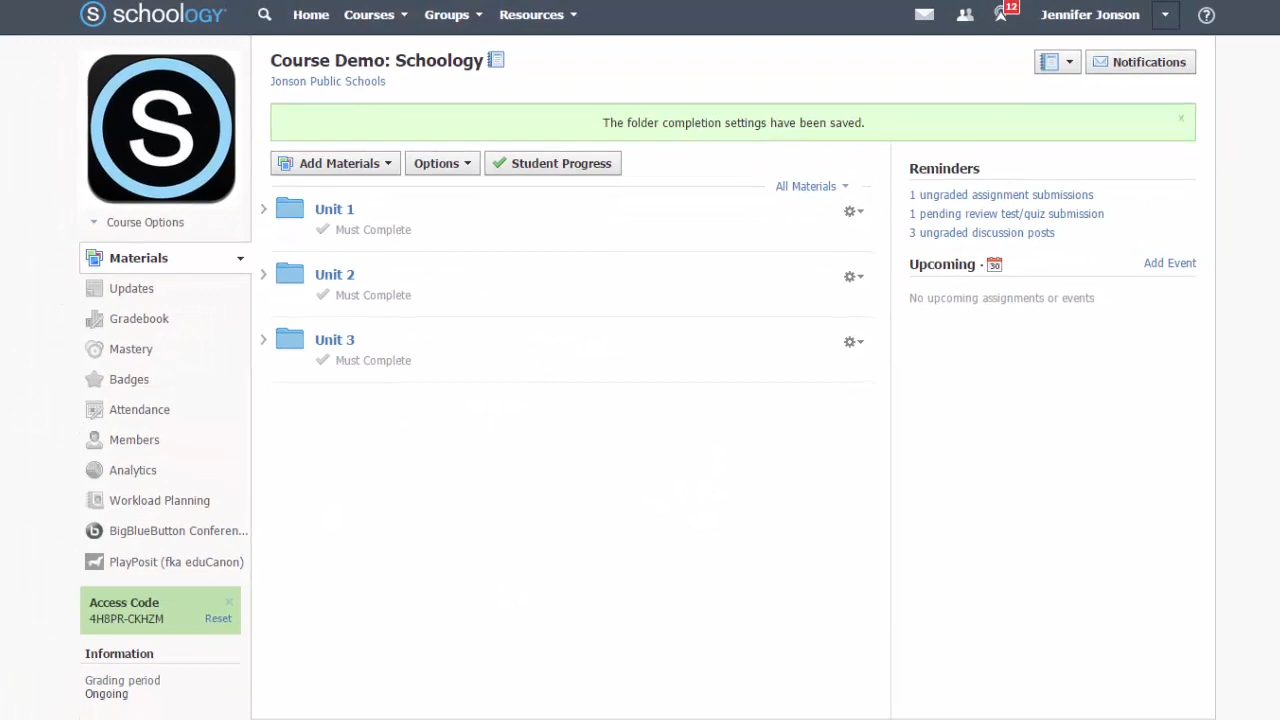 S schoology
Home
Courses
Groups
Resources
12
Jennifer Jonson
?
S
Course Options
Materials
Updates
Gradebook
Mastery
Badges
Attendance
Members
Analytics
Workload Planning
b BigBlueButton Conferen...
PlayPosit (fka eduCanon)
Access Code
x
4H8PR-CKHZM
Reset
Information
Grading period
Ongoing
Course Demo: Schoology
Jonson Public Schools
Notifications
The folder completion settings have been saved.
x
Add Materials
Options
Student Progress
All Materials
Unit 1
Must Complete
Unit 2
Must Complete
Unit 3
Must Complete
Reminders
1 ungraded assignment submissions
1 pending review test/quiz submission
3 ungraded discussion posts
Upcoming · 30
Add Event
No upcoming assignments or events